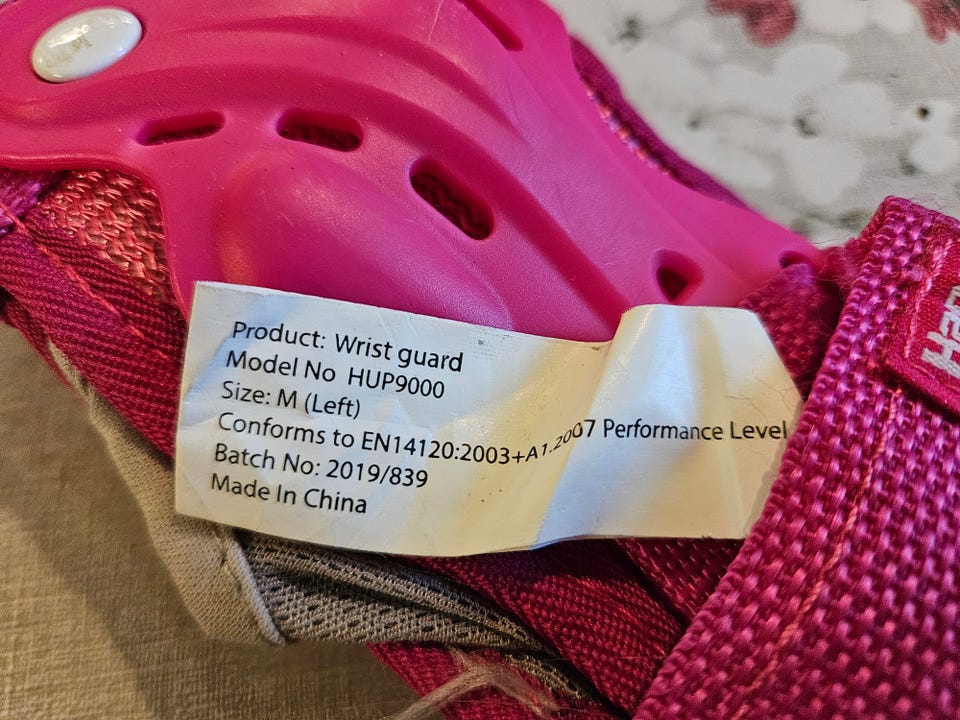 Product: Wrist guard
Model No HUP9000
Size: M (Left)
Conforms to EN14120:2003+A1.2007 Performance Level
Batch No: 2019/839
Made In China